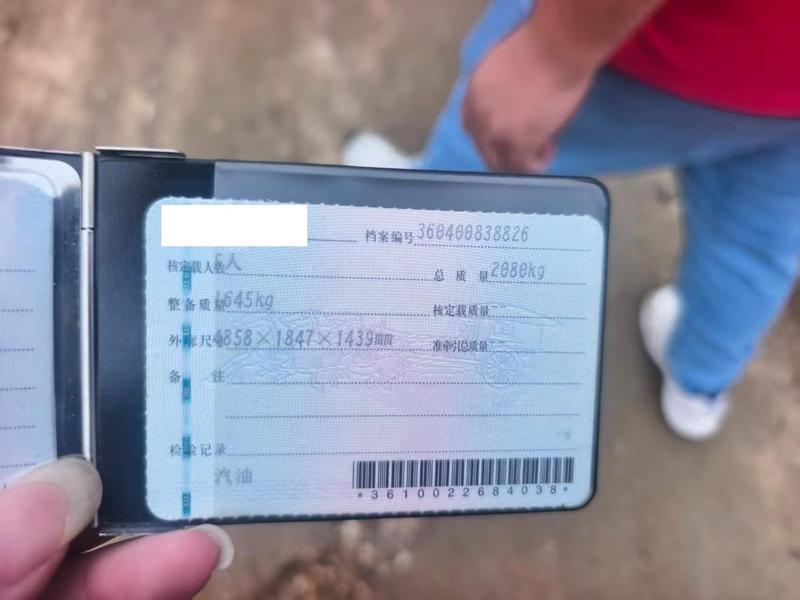 档案编号 360400838826
核定载人数 5人 总质量 2080kg
整备质量 1645kg 核定载质量 --
外廓尺寸 4858×1847×1439mm 准牵引总质量 --
备注
检验记录
汽油
*3610022684038*